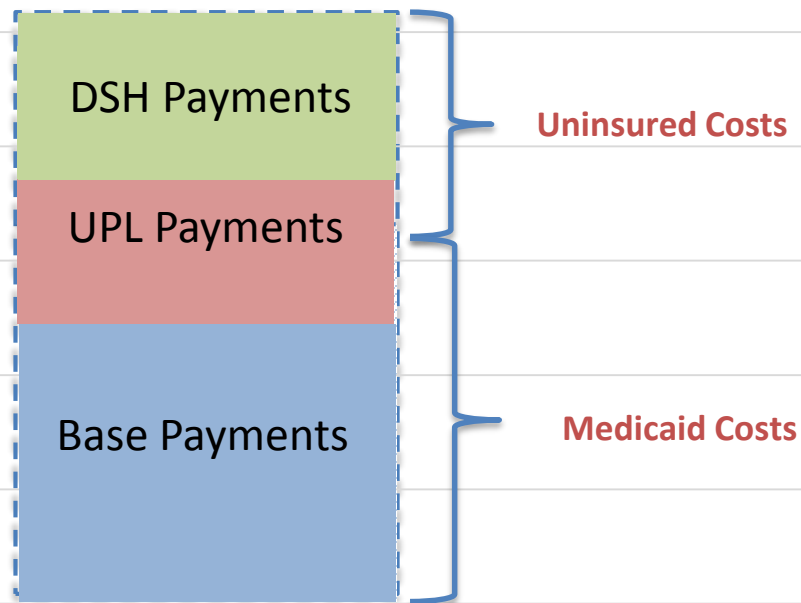 DSH Payments
Uninsured Costs
UPL Payments
Base Payments
Medicaid Costs